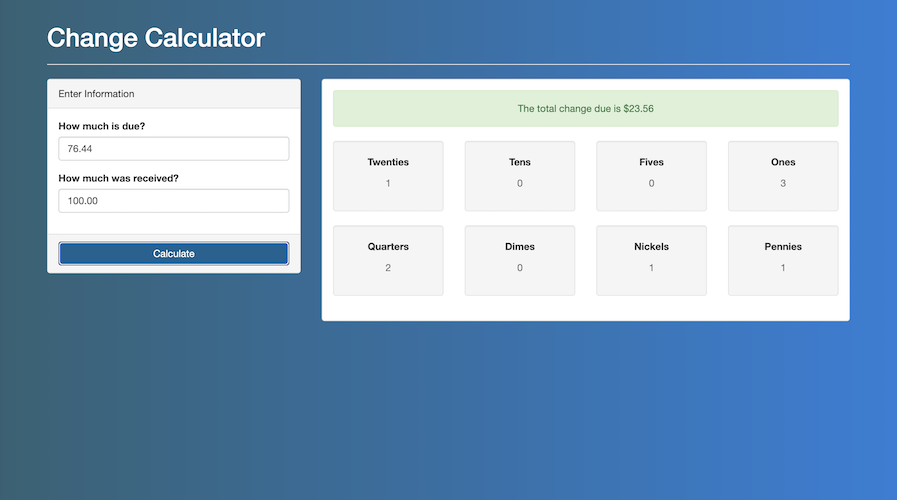 Change Calculator
Enter Information
How much is due?
76.44
How much was received?
100.00
Calculate
The total change due is $23.56
Twenties Tens Fives Ones
1 0 0 3
Quarters Dimes Nickels Pennies
2 0 1 1